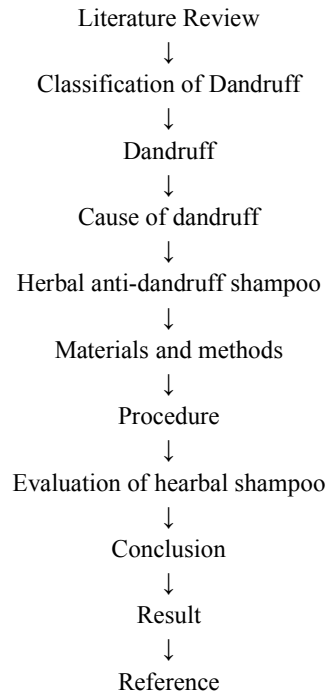 Literature Review
↓
Classification of Dandruff
↓
Dandruff
↓
Cause of dandruff
↓
Herbal anti-dandruff shampoo
↓
Materials and methods
↓
Procedure
↓
Evaluation of hearbal shampoo
↓
Conclusion
↓
Result
↓
Reference